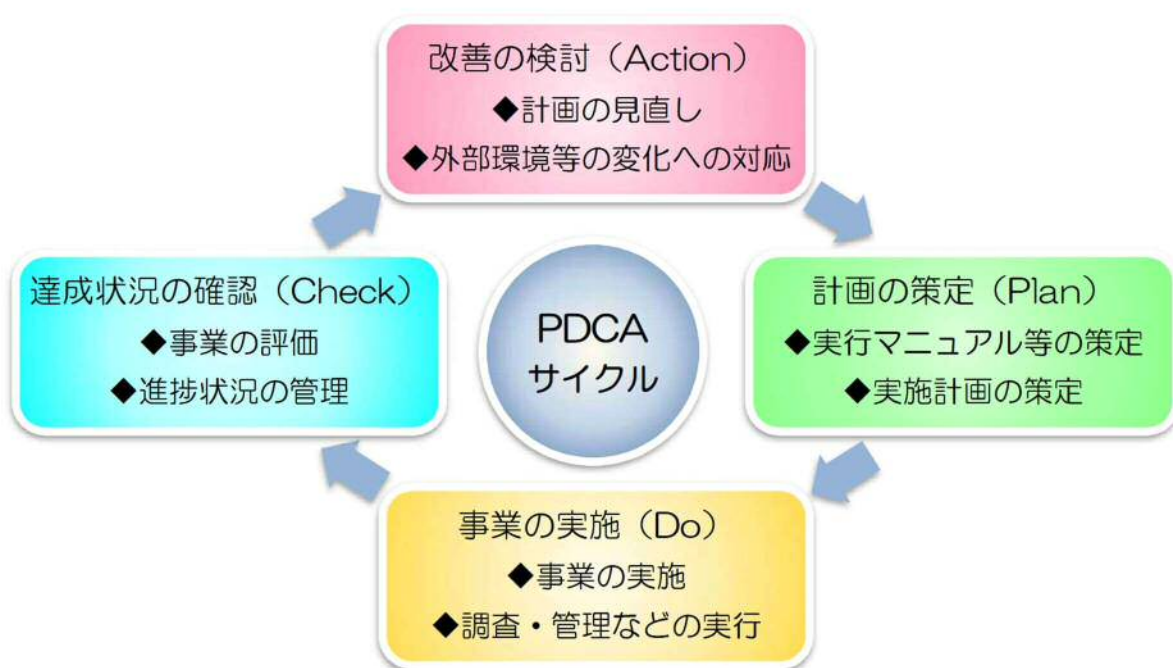 改善の検討（Action）
◆計画の見直し
◆外部環境等の変化への対応
達成状況の確認（Check）
◆事業の評価
◆進捗状況の管理
PDCA
サイクル
計画の策定（Plan）
◆実行マニュアル等の策定
◆実施計画の策定
事業の実施（Do）
◆事業の実施
◆調査・管理などの実行